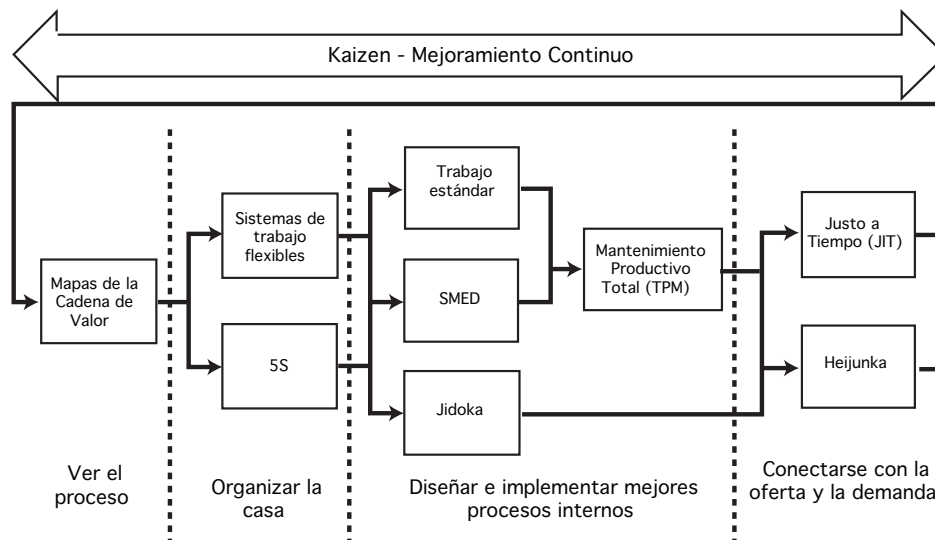 Kaizen - Mejoramiento Continuo
Mapas de la
Cadena de
Valor
Sistemas de
trabajo
flexibles
5S
Trabajo
estándar
SMED
Jidoka
Mantenimiento
Productivo
Total (TPM)
Justo a
Tiempo (JIT)
Heijunka
Ver el
proceso
Organizar la
casa
Diseñar e implementar mejores
procesos internos
Conectarse con la
oferta y la demanda